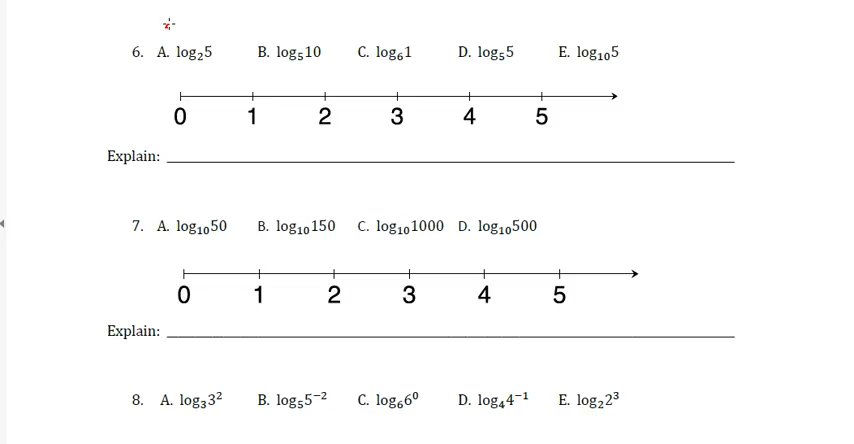 6. A. log₂5 B. log₅10 C. log₆1 D. log₅5 E. log₁₀5
0 1 2 3 4 5
Explain:
7. A. log₁₀50 B. log₁₀150 C. log₁₀1000 D. log₁₀500
0 1 2 3 4 5
Explain:
8. A. log₃3² B. log₅5⁻² C. log₆6⁰ D. log₄4⁻¹ E. log₂2³